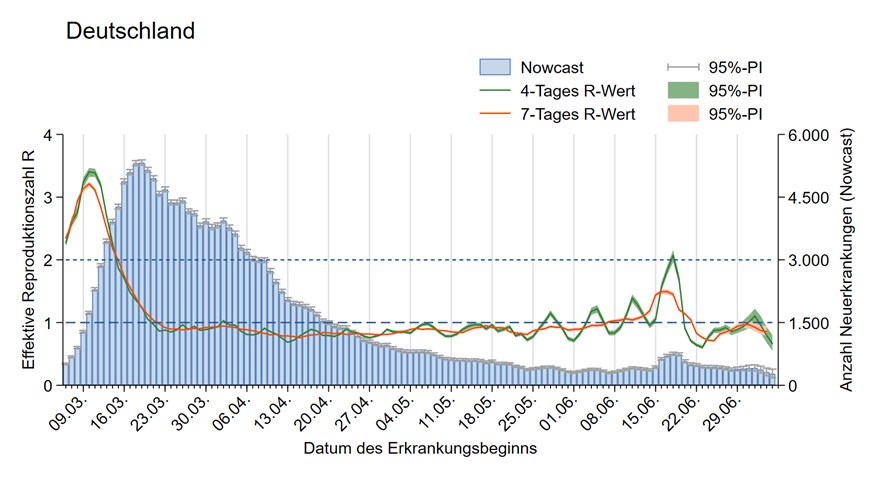 Deutschland
Nowcast 95%-PI
4-Tages R-Wert 95%-PI
7-Tages R-Wert 95%-PI
Effektive Reproduktionszahl R
4
3
2
1
0
6.000
4.500
3.000
1.500
0
Anzahl Neuerkrankungen (Nowcast)
09.03. 16.03. 23.03. 30.03. 06.04. 13.04. 20.04. 27.04. 04.05. 11.05. 18.05. 25.05. 01.06. 08.06. 15.06. 22.06. 29.06.
Datum des Erkrankungsbeginns